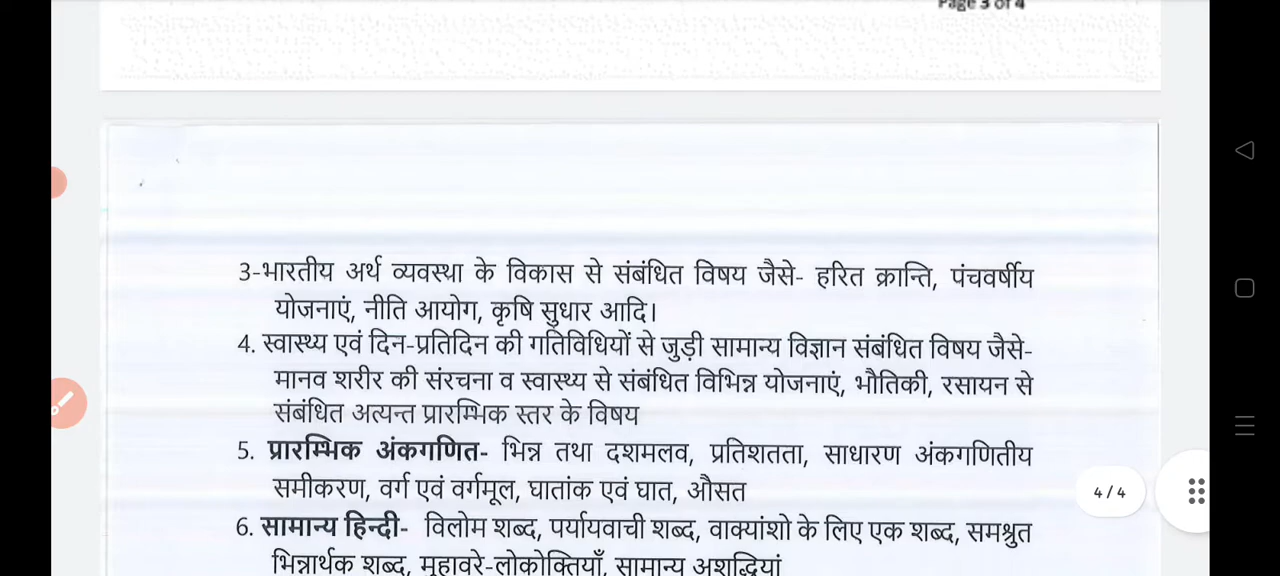 Page 3 of 4
3-भारतीय अर्थ व्यवस्था के विकास से संबंधित विषय जैसे- हरित क्रान्ति, पंचवर्षीय
योजनाएं, नीति आयोग, कृषि सुधार आदि।
4. स्वास्थ्य एवं दिन-प्रतिदिन की गतिविधियों से जुड़ी सामान्य विज्ञान संबंधित विषय जैसे-
मानव शरीर की संरचना व स्वास्थ्य से संबंधित विभिन्न योजनाएं, भौतिकी, रसायन से
संबंधित अत्यन्त प्रारम्भिक स्तर के विषय
5. प्रारम्भिक अंकगणित- भिन्न तथा दशमलव, प्रतिशतता, साधारण अंकगणितीय
समीकरण, वर्ग एवं वर्गमूल, घातांक एवं घात, औसत
4/4
6. सामान्य हिन्दी- विलोम शब्द, पर्यायवाची शब्द, वाक्यांशो के लिए एक शब्द, समश्रुत
भिन्नार्थक शब्द, मुहावरे-लोकोक्तियाँ, सामान्य अशुद्धियां